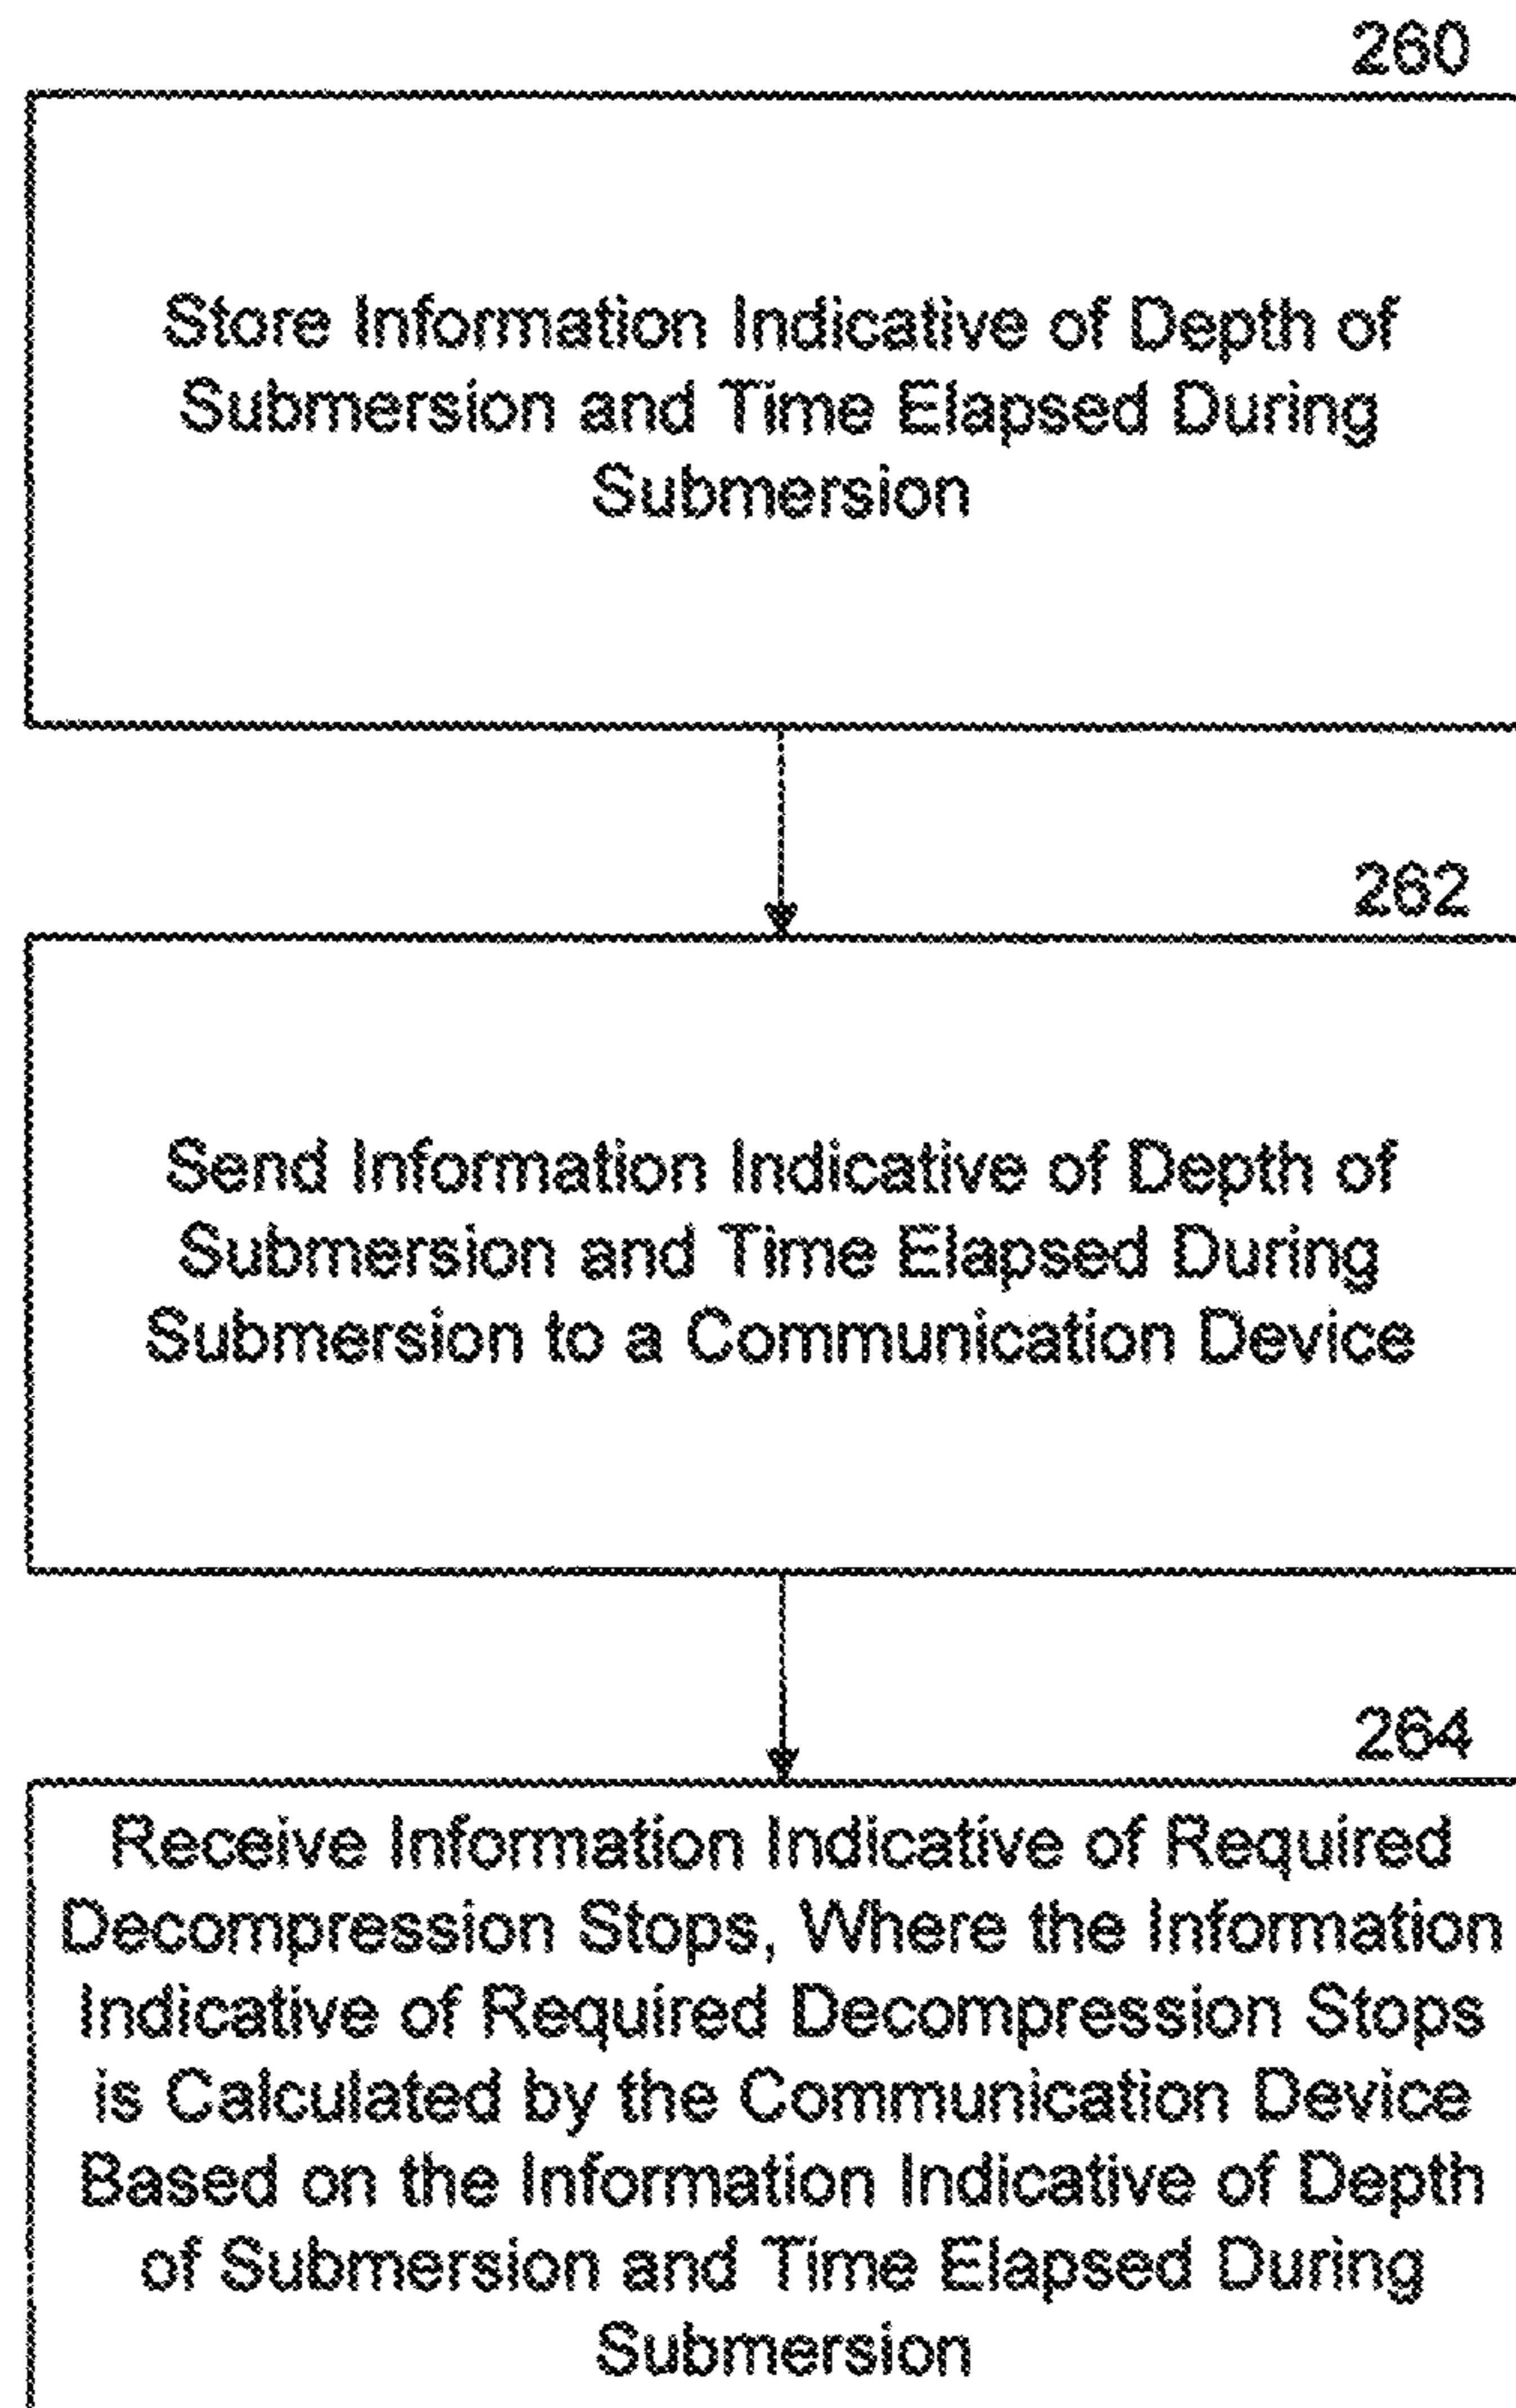 260
Store Information Indicative of Depth of
Submersion and Time Elapsed During
Submersion
262
Send Information Indicative of Depth of
Submersion and Time Elapsed During
Submersion to a Communication Device
264
Receive Information Indicative of Required
Decompression Stops, Where the Information
Indicative of Required Decompression Stops
is Calculated by the Communication Device
Based on the Information Indicative of Depth
of Submersion and Time Elapsed During
Submersion